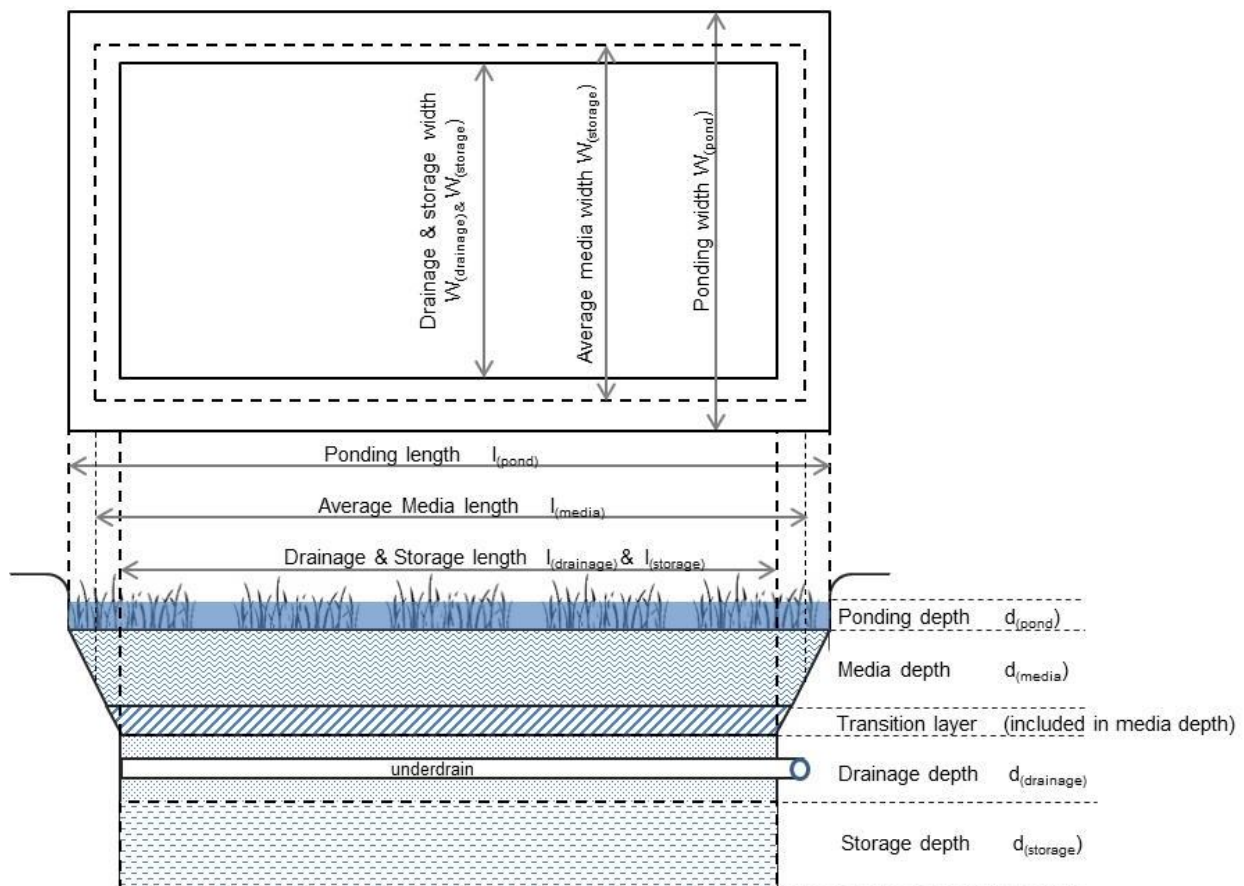 Drainage & storage width
W(drainage)& W(storage)
Average media width W(storage)
Ponding width W(pond)
Ponding length l(pond)
Average Media length l(media)
Drainage & Storage length l(drainage)& l(storage)
Ponding depth d(pond)
Media depth d(media)
Transition layer (included in media depth)
underdrain
Drainage depth d(drainage)
Storage depth d(storage)